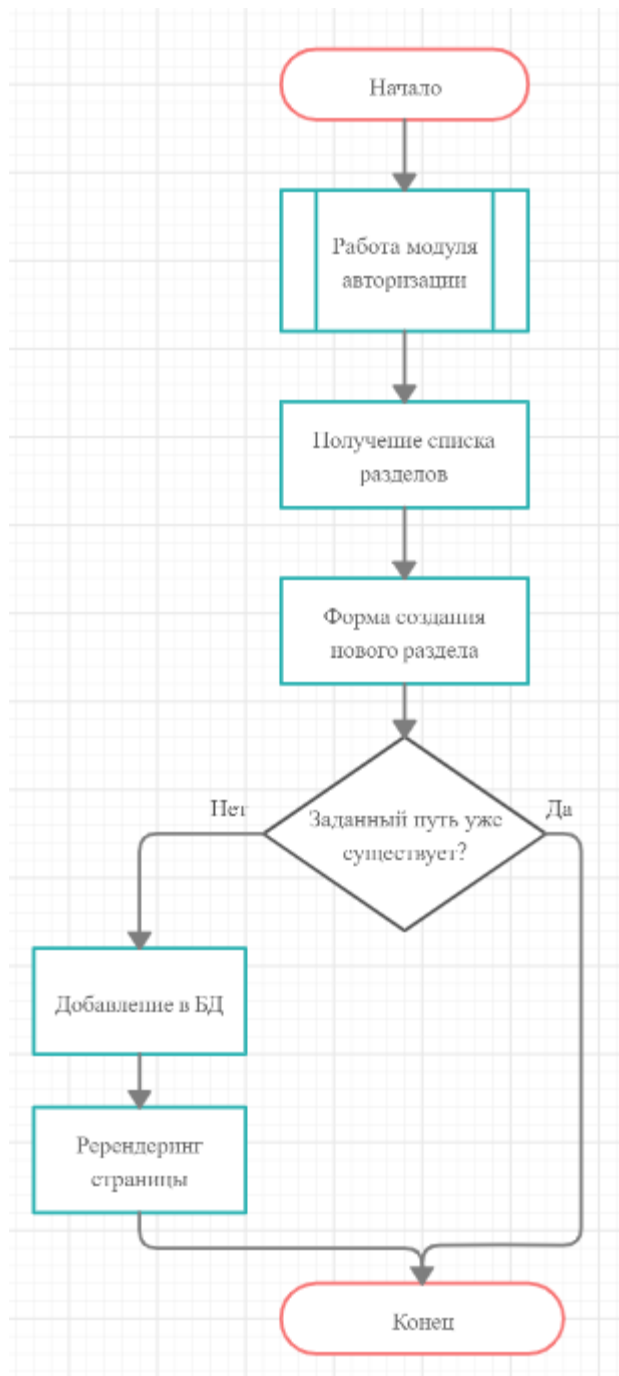 Начало
Работа модуля
авторизации
Получение списка
разделов
Форма создания
нового раздела
Заданный путь уже
существует?
Нет
Да
Добавление в БД
Ререндеринг
страницы
Конец